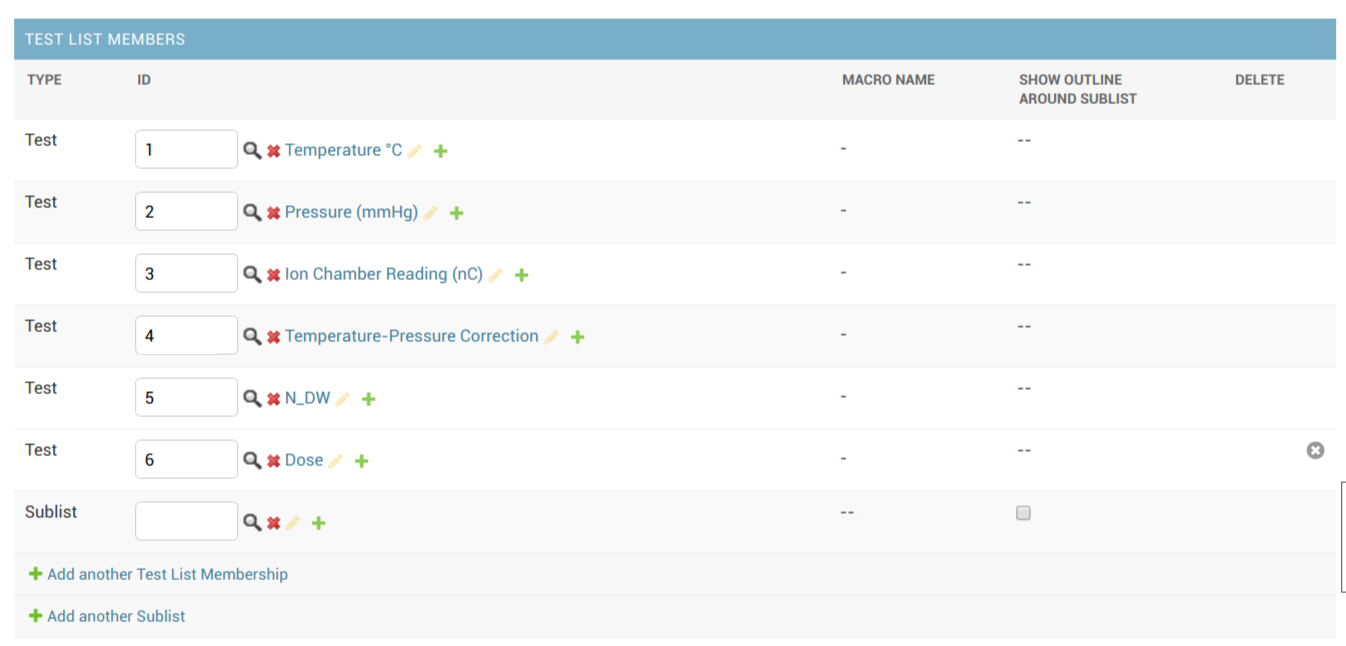 TEST LIST MEMBERS
TYPE ID MACRO NAME SHOW OUTLINE AROUND SUBLIST DELETE
Test 1 Temperature °C - --
Test 2 Pressure (mmHg) - --
Test 3 Ion Chamber Reading (nC) - --
Test 4 Temperature-Pressure Correction - --
Test 5 N_DW - --
Test 6 Dose - --
Sublist --
Add another Test List Membership
Add another Sublist